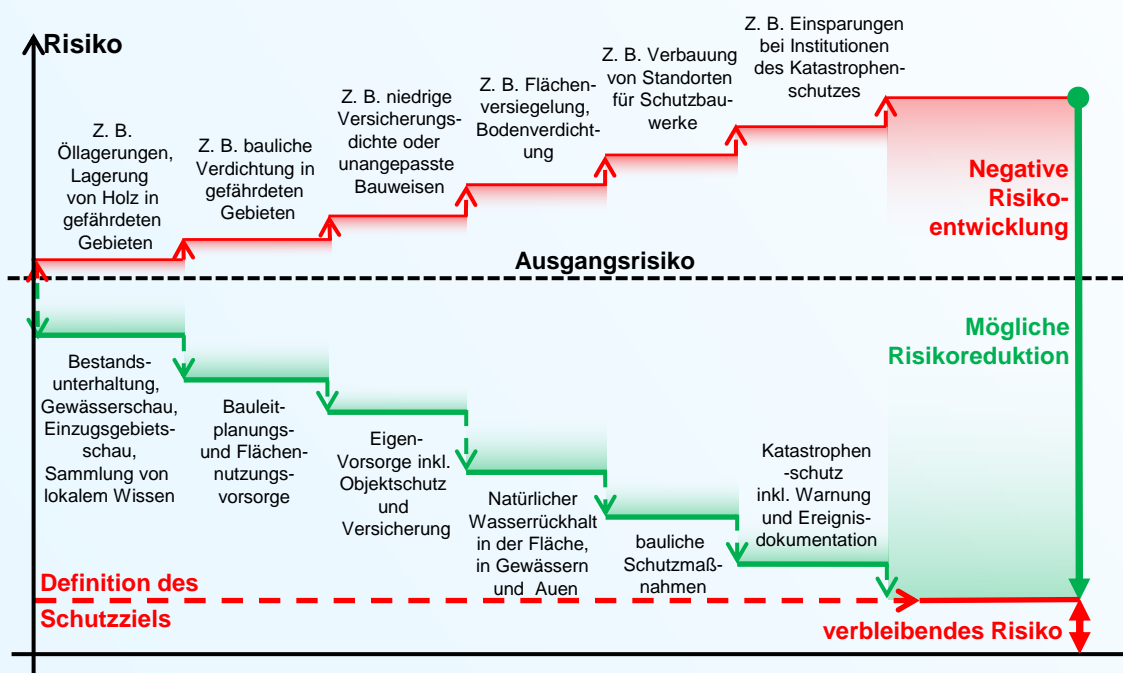 Risiko
Z. B.
Öllagerungen,
Lagerung
von Holz in
gefährdeten
Gebieten
Z. B. bauliche
Verdichtung in
gefährdeten
Gebieten
Z. B. niedrige
Versicherungs-
dichte oder
unangepasste
Bauweisen
Z. B. Flächen-
versiegelung,
Bodenverdicht-
ung
Z. B. Verbauung
von Standorten
für Schutzbau-
werke
Z. B. Einsparungen
bei Institutionen
des Katastrophen-
schutzes
Negative
Risiko-
entwicklung
Ausgangsrisiko
Mögliche
Risikoreduktion
Bestands-
unterhaltung,
Gewässerschau,
Einzugsgebiets-
schau,
Sammlung von
lokalem Wissen
Bauleit-
planungs-
und Flächen-
nutzungs-
vorsorge
Eigen-
Vorsorge inkl.
Objektschutz
und
Versicherung
Natürlicher
Wasserrückhalt
in der Fläche,
in Gewässern
und Auen
bauliche
Schutzmaß-
nahmen
Katastrophen
-schutz
inkl. Warnung
und Ereignis-
dokumentation
Definition des
Schutzziels
verbleibendes Risiko